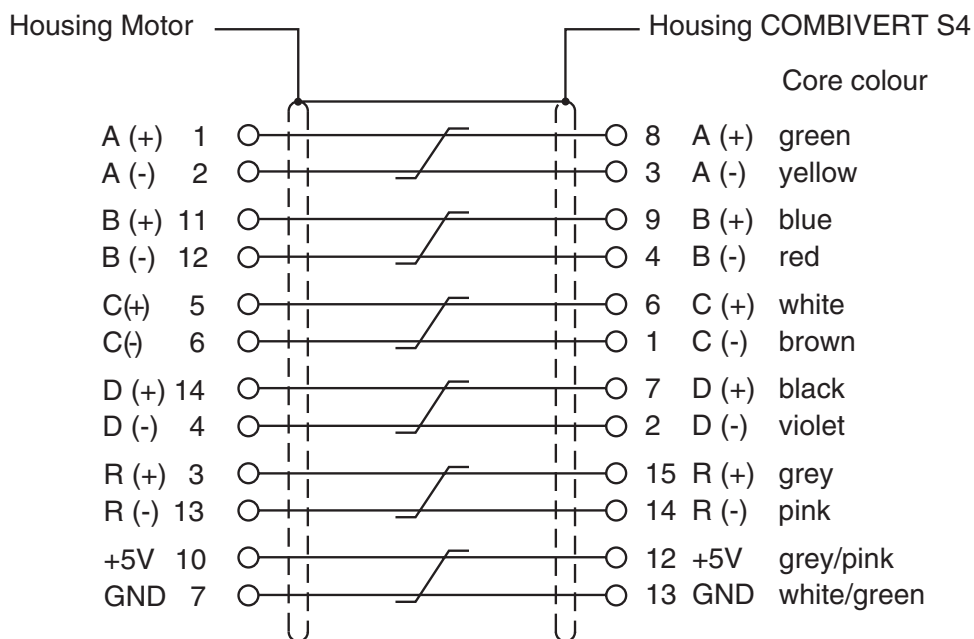 Housing Motor Housing COMBIVERT S4
Core colour
A (+) 1 8 A (+) green
A (-) 2 3 A (-) yellow
B (+) 11 9 B (+) blue
B (-) 12 4 B (-) red
C(+) 5 6 C (+) white
C(-) 6 1 C (-) brown
D (+) 14 7 D (+) black
D (-) 4 2 D (-) violet
R (+) 3 15 R (+) grey
R (-) 13 14 R (-) pink
+5V 10 12 +5V grey/pink
GND 7 13 GND white/green